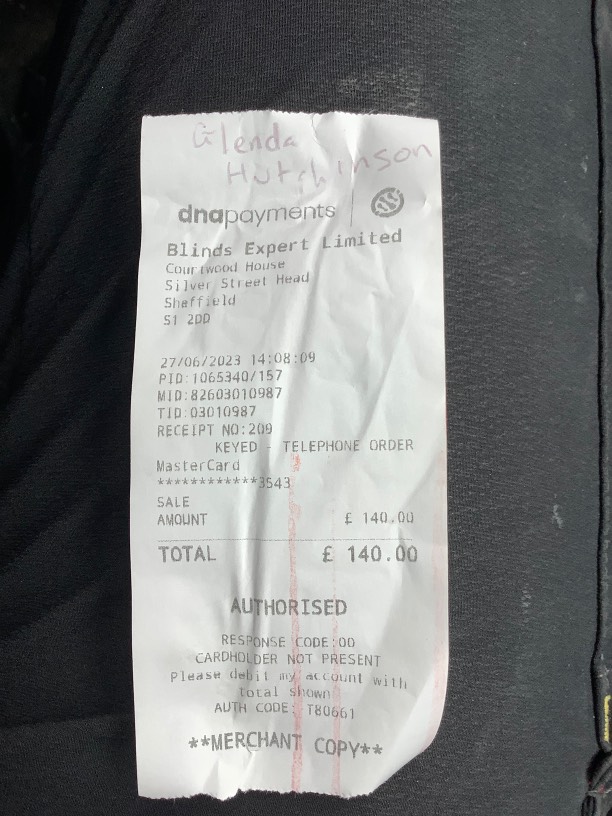 Glenda
Hutchinson
dnapayments
Blinds Expert Limited
Courtwood House
Silver Street Head
Sheffield
S1 2DD
27/06/2023 14:08:09
PID:1065340/157
MID:82603010987
TID:03010987
RECEIPT NO:209
KEYED - TELEPHONE ORDER
MasterCard
************3543
SALE
AMOUNT £ 140.00
TOTAL £ 140.00
AUTHORISED
RESPONSE CODE:00
CARDHOLDER NOT PRESENT
Please debit my account with
total shown
AUTH CODE: T80661
**MERCHANT COPY**